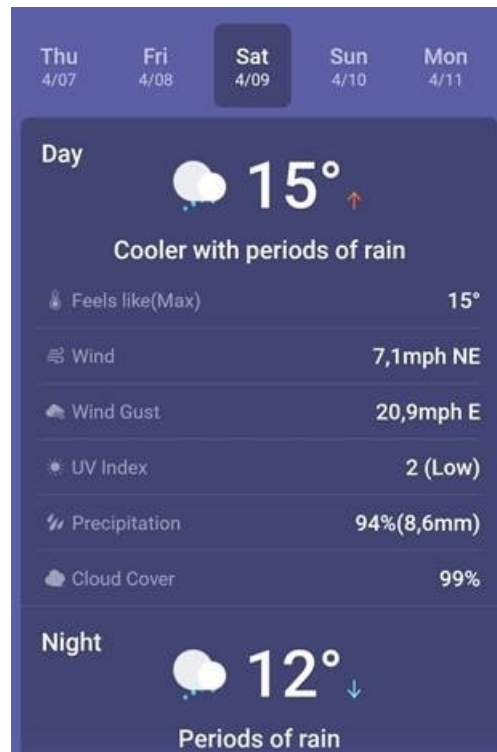 Thu Fri Sat Sun Mon
4/07 4/08 4/09 4/10 4/11
Day
15°↑
Cooler with periods of rain
Feels like(Max) 15°
Wind 7,1mph NE
Wind Gust 20,9mph E
UV Index 2 (Low)
Precipitation 94%(8,6mm)
Cloud Cover 99%
Night
12°↓
Periods of rain